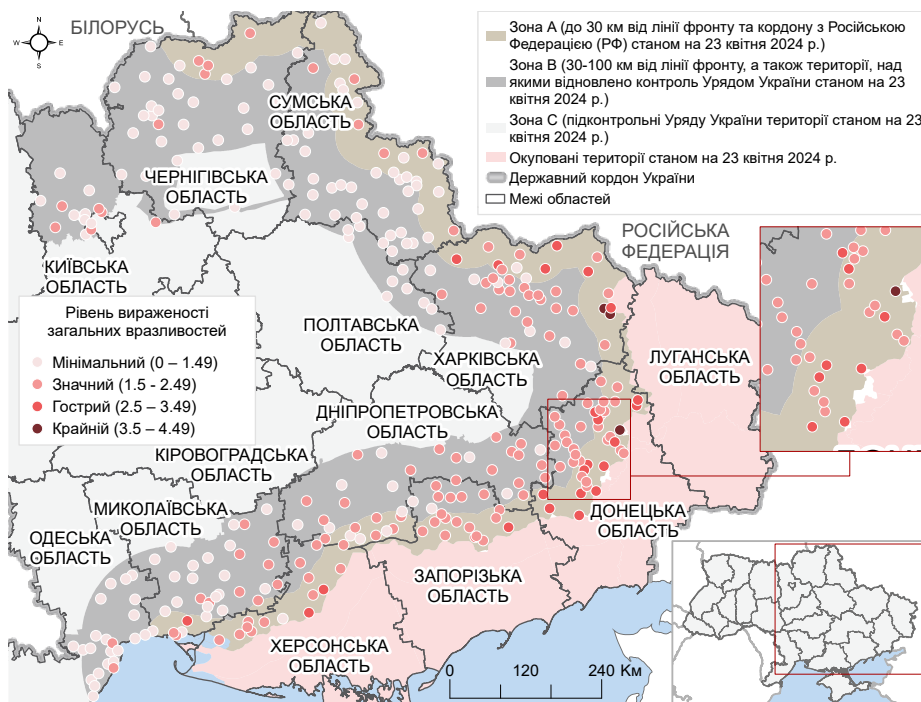 БІЛОРУСЬ
N
W
E
S
Зона А (до 30 км від лінії фронту та кордону з Російською
Федерацією (РФ) станом на 23 квітня 2024 р.)
Зона B (30-100 км від лінії фронту, а також території, над
якими відновлено контроль Урядом України станом на 23
квітня 2024 р.)
Зона С (підконтрольні Уряду України території станом на 23
квітня 2024 р.)
Окуповані території станом на 23 квітня 2024 р.
Державний кордон України
Межі областей
СУМСЬКА
ОБЛАСТЬ
ЧЕРНІГІВСЬКА
ОБЛАСТЬ
РОСІЙСЬКА
ФЕДЕРАЦІЯ
КИЇВСЬКА
ОБЛАСТЬ
Рівень вираженості
загальних вразливостей
Мінімальний (0 – 1.49)
Значний (1.5 - 2.49)
Гострий (2.5 – 3.49)
Крайній (3.5 – 4.49)
ПОЛТАВСЬКА
ОБЛАСТЬ
ХАРКІВСЬКА
ОБЛАСТЬ
ЛУГАНСЬКА
ОБЛАСТЬ
ДНІПРОПЕТРОВСЬКА
ОБЛАСТЬ
КІРОВОГРАДСЬКА
ОБЛАСТЬ
МИКОЛАЇВСЬКА
ОБЛАСТЬ
ОДЕСЬКА
ОБЛАСТЬ
ДОНЕЦЬКА
ОБЛАСТЬ
ЗАПОРІЗЬКА
ОБЛАСТЬ
ХЕРСОНСЬКА
ОБЛАСТЬ
0 120 240 Км